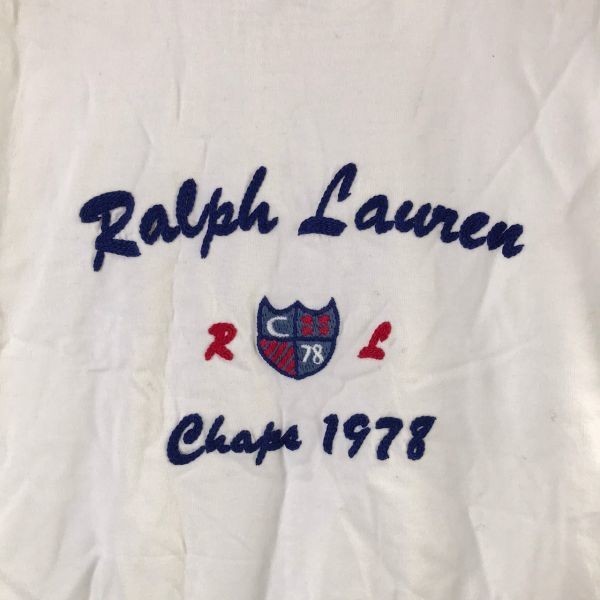 Ralph Lauren
C
R 78 L
Chaps 1978